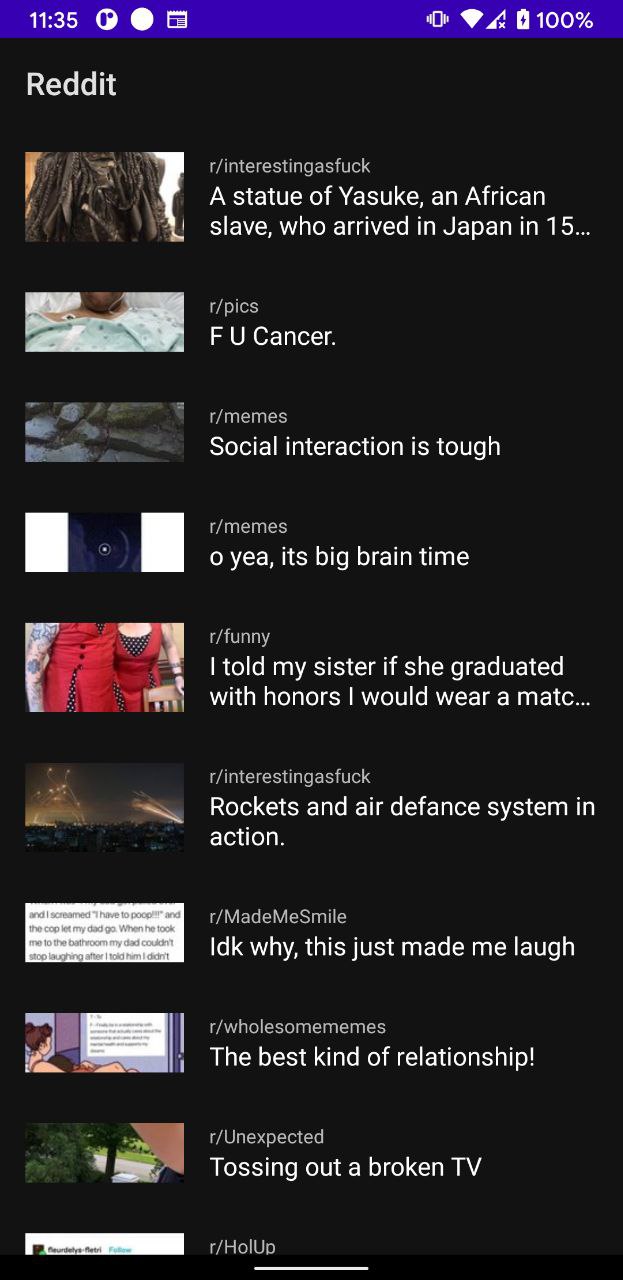 11:35
100%
Reddit
r/interestingasfuck
A statue of Yasuke, an African
slave, who arrived in Japan in 15...
r/pics
F U Cancer.
r/memes
Social interaction is tough
r/memes
o yea, its big brain time
r/funny
I told my sister if she graduated
with honors I would wear a matc...
r/interestingasfuck
Rockets and air defance system in
action.
and I screamed "I have to poop!!!" and
the cop let my dad go. When he took
me to the bathroom my dad couldn't
stop laughing after I told him I didn't
r/MadeMeSmile
Idk why, this just made me laugh
r/wholesomememes
The best kind of relationship!
r/Unexpected
Tossing out a broken TV
fleurdelys-fletri Follow
r/HolUp